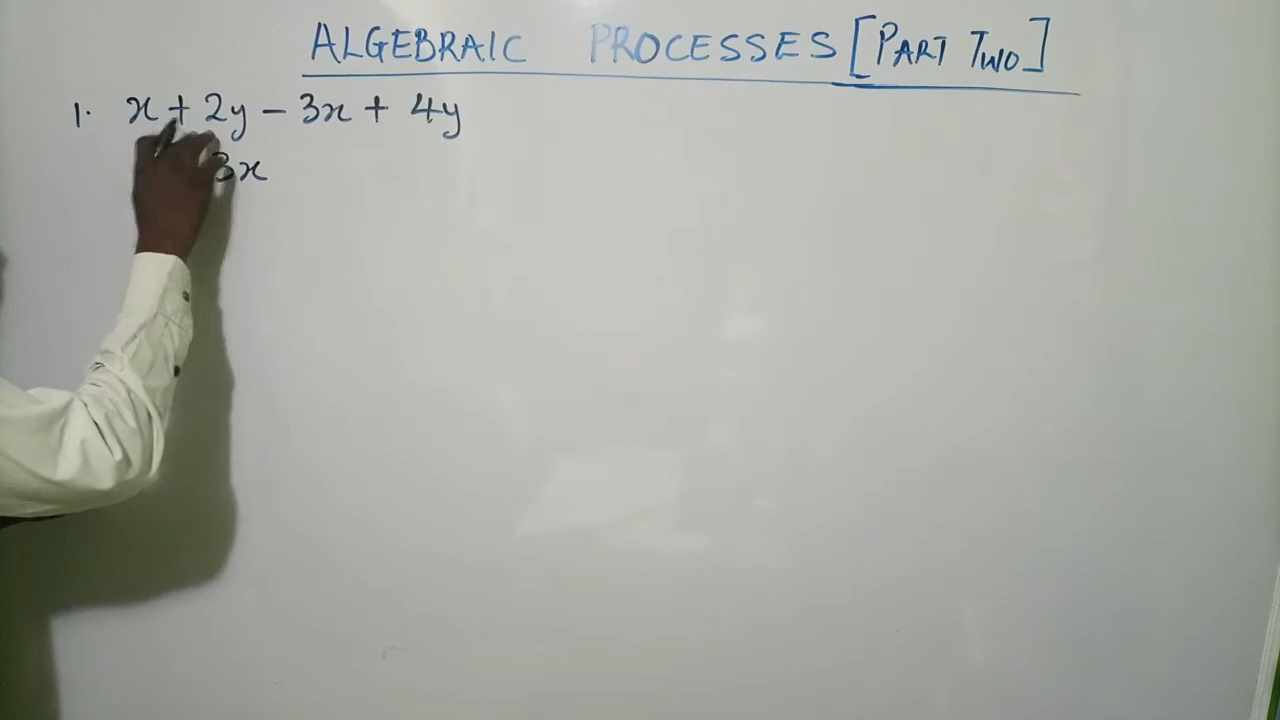 ALGEBRAIC PROCESSES [PART TWO]
1. x + 2y - 3x + 4y
3x